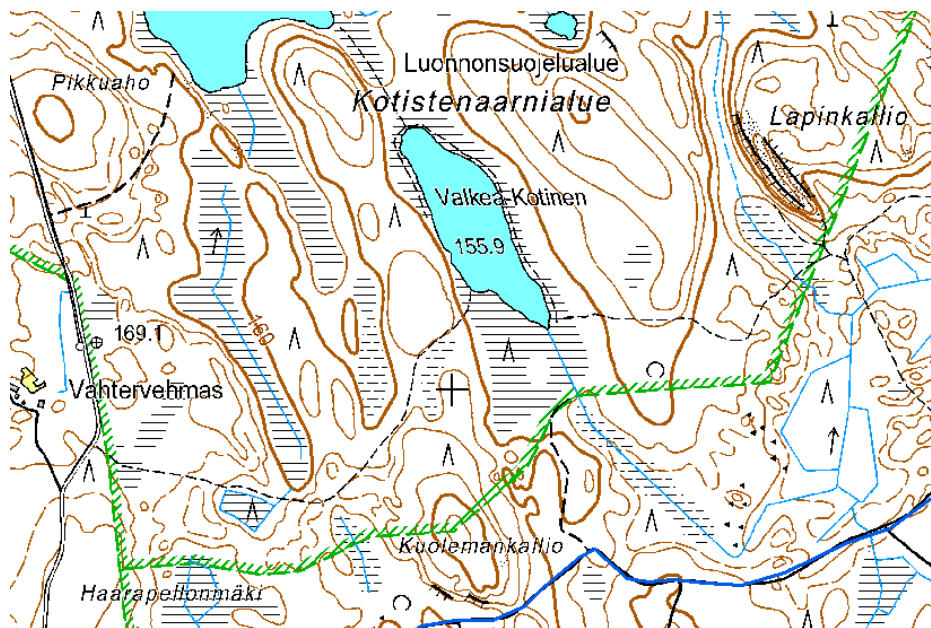 Pikkuaho
Luonnonsuojelualue
Kotistenaarnialue
Lapinkallio
Valkea-Kotinen
155.9
160
169.1
Vahtervehmas
Kuolemankallio
Haarapellonmäki